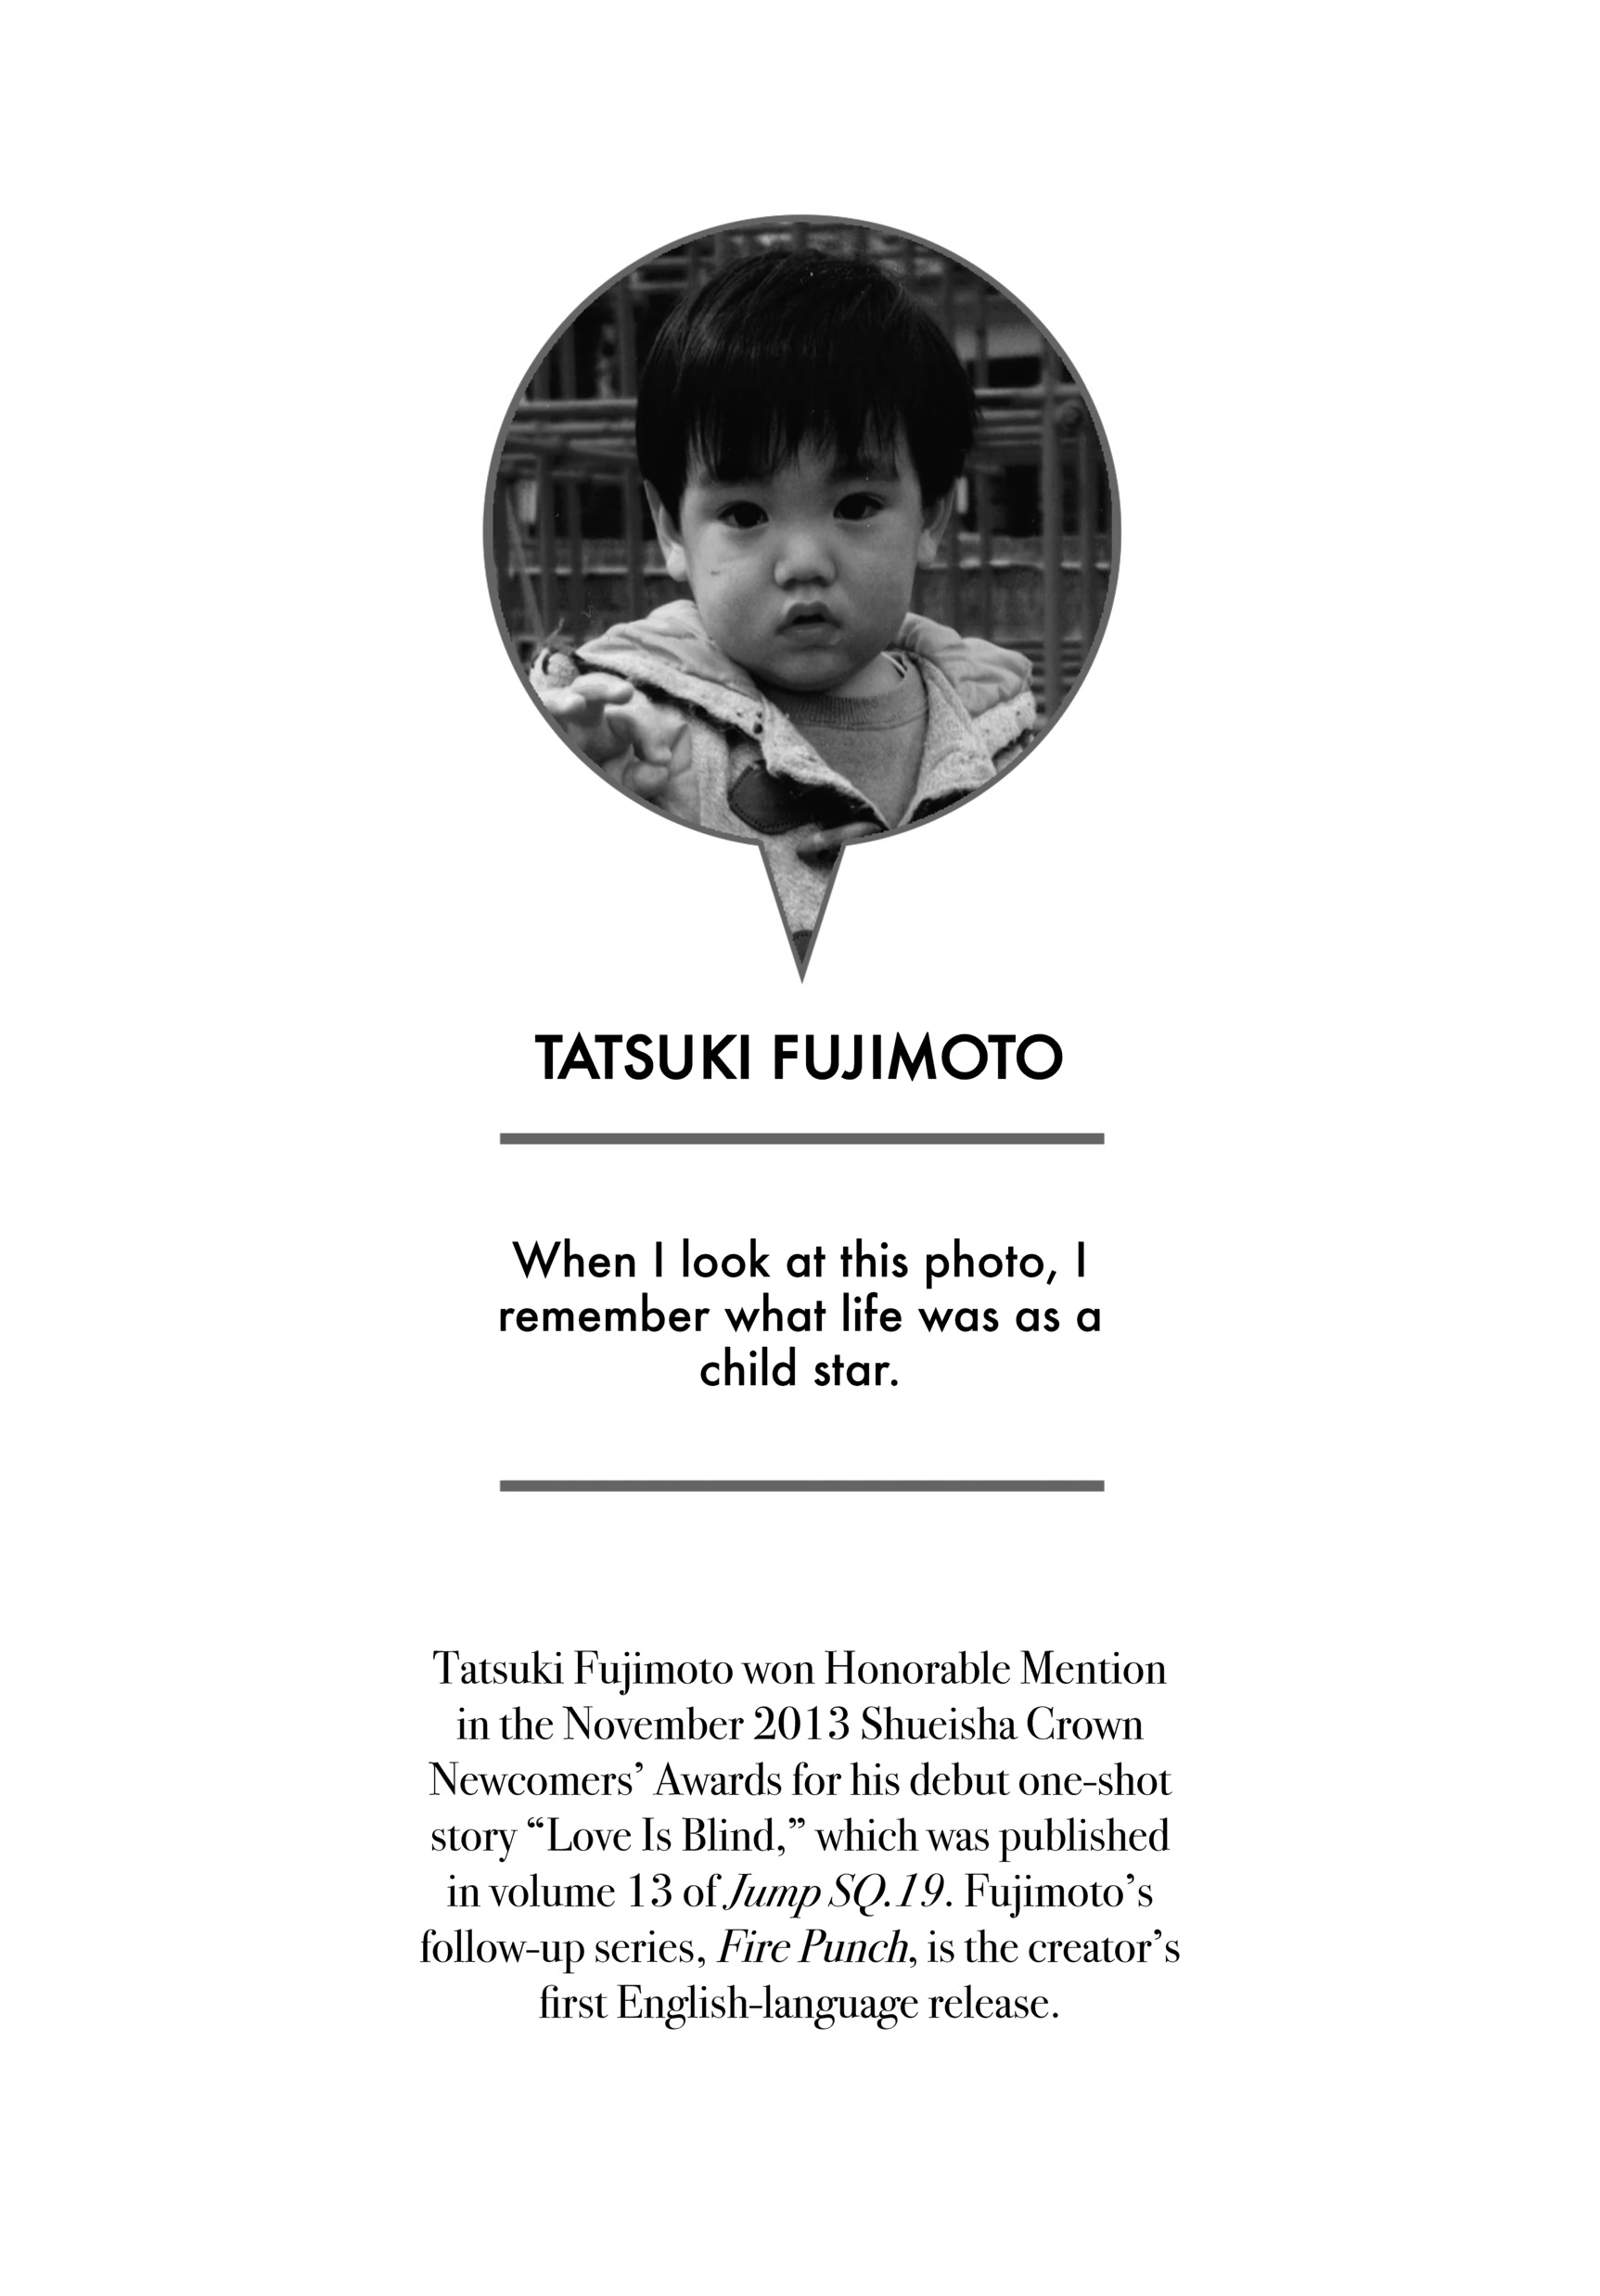 TATSUKI FUJIMOTO
When I look at this photo, I
remember what life was as a
child star.
Tatsuki Fujimoto won Honorable Mention
in the November 2013 Shueisha Crown
Newcomers’ Awards for his debut one-shot
story “Love Is Blind,” which was published
in volume 13 of Jump SQ.19. Fujimoto’s
follow-up series, Fire Punch, is the creator’s
first English-language release.